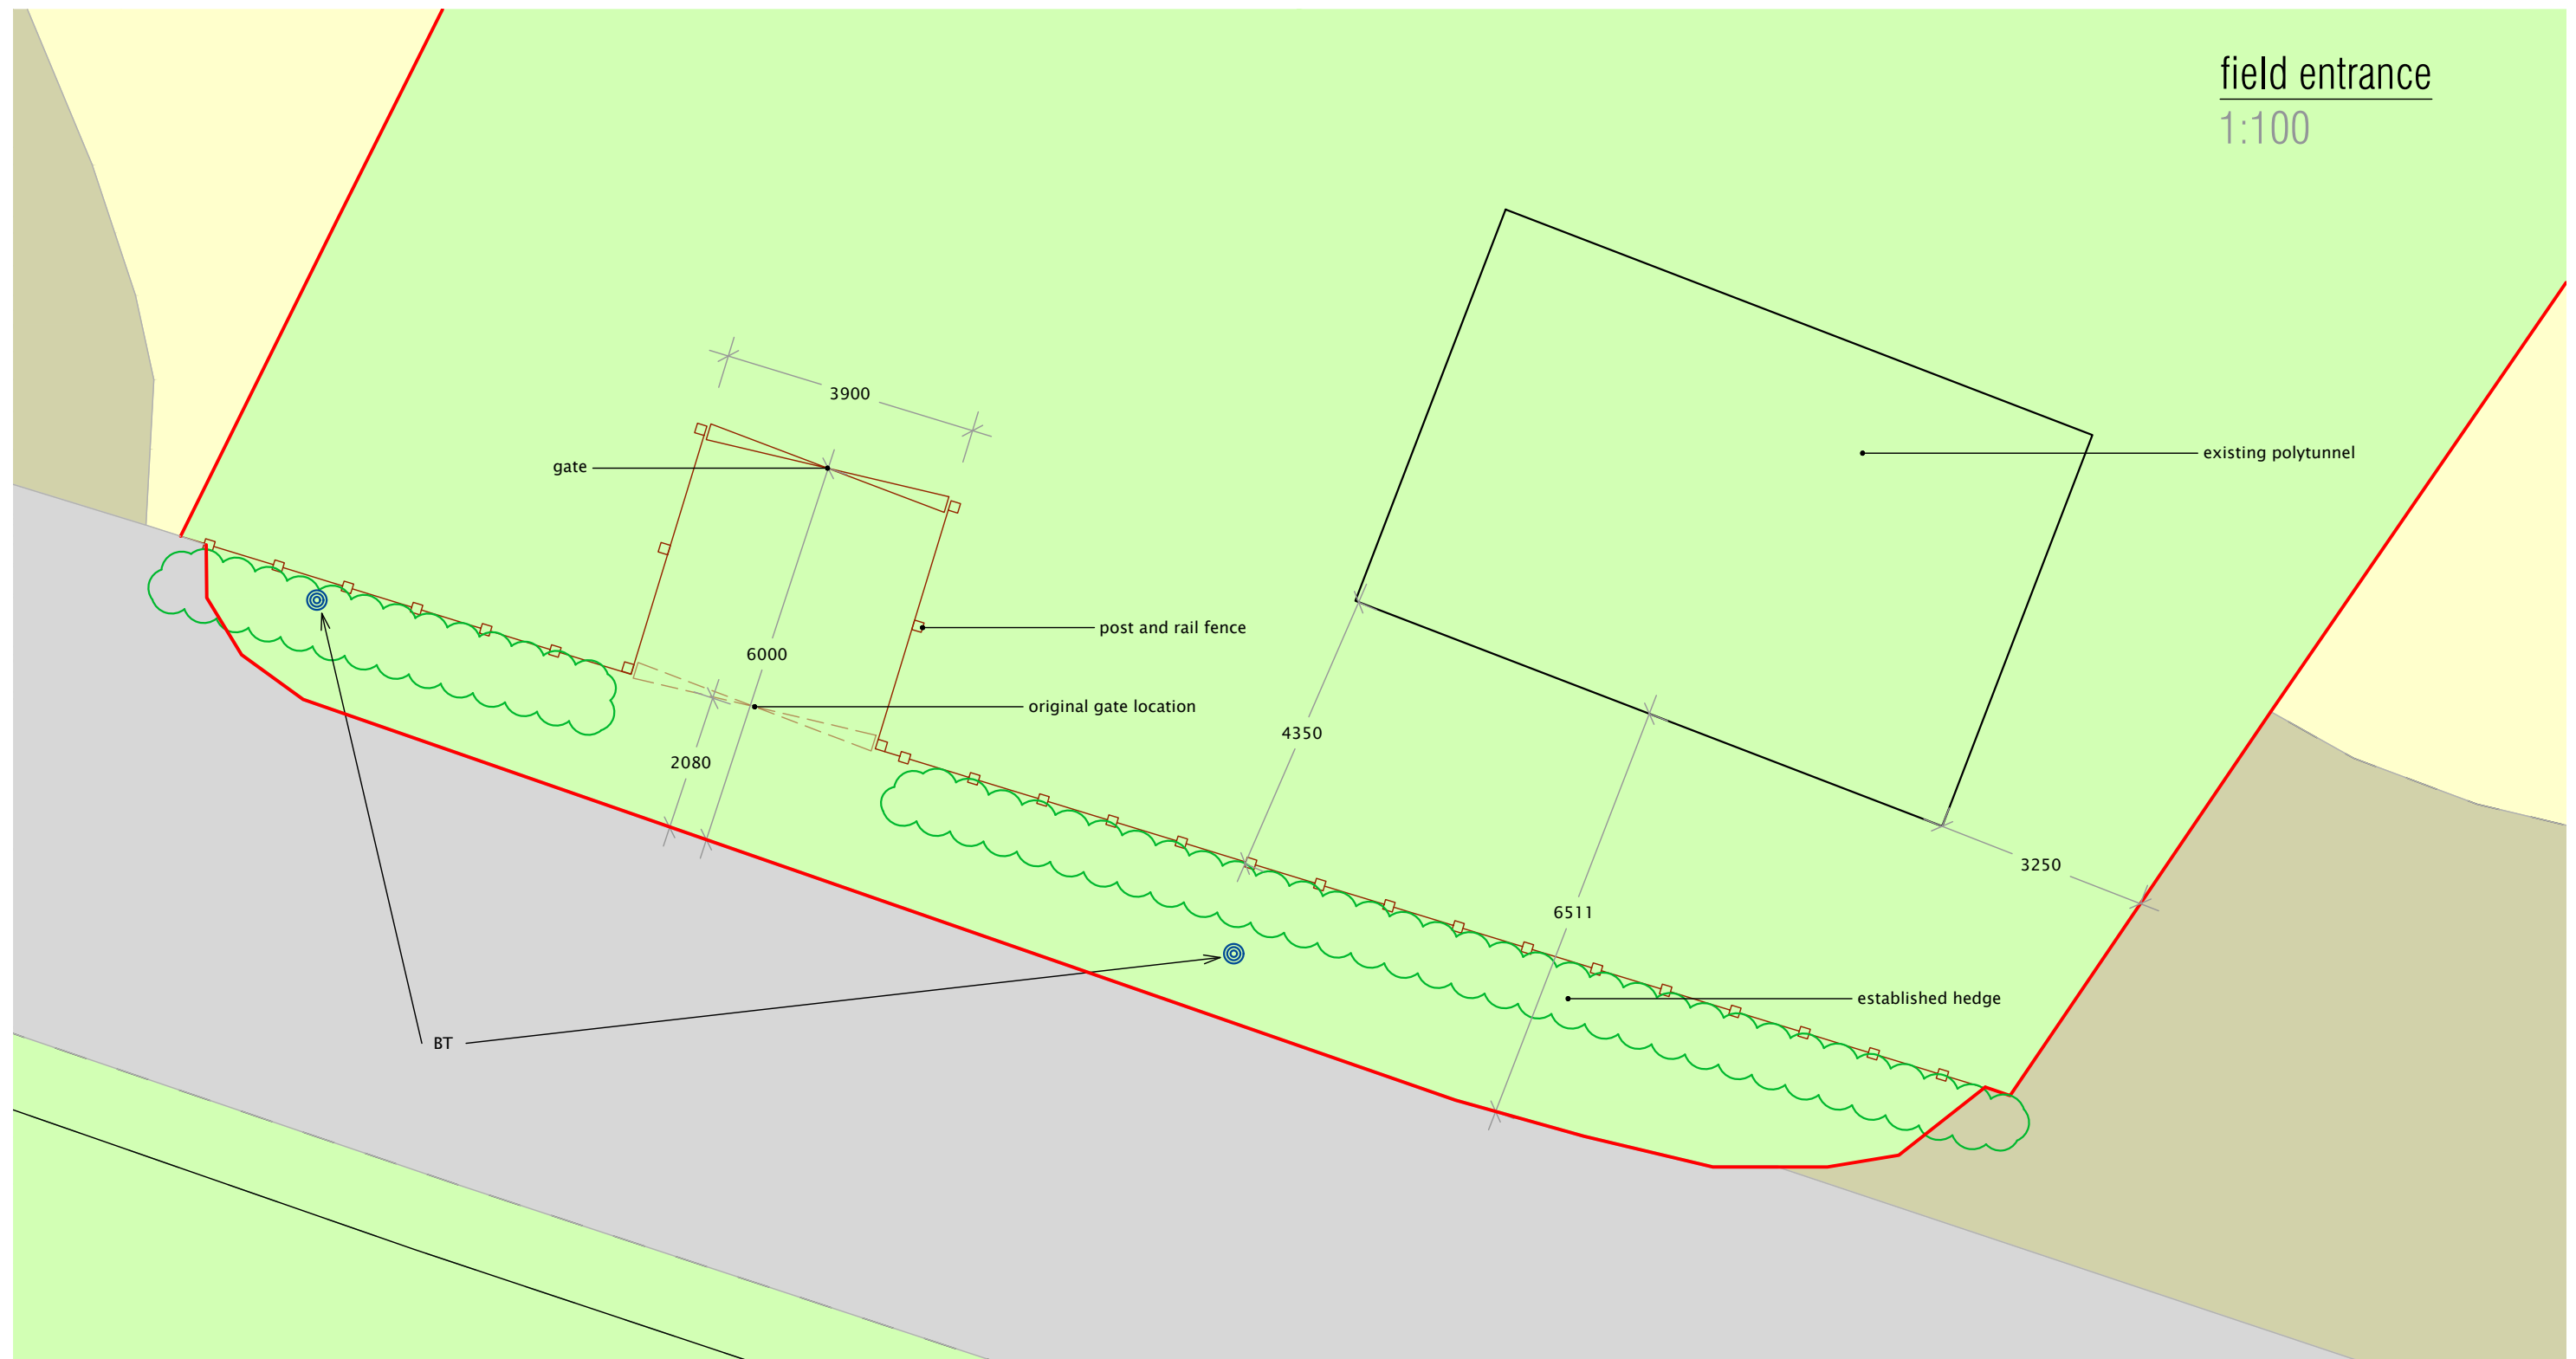 field entrance
1:100
3900
gate
existing polytunnel
post and rail fence
6000
original gate location
4350
2080
3250
6511
established hedge
BT